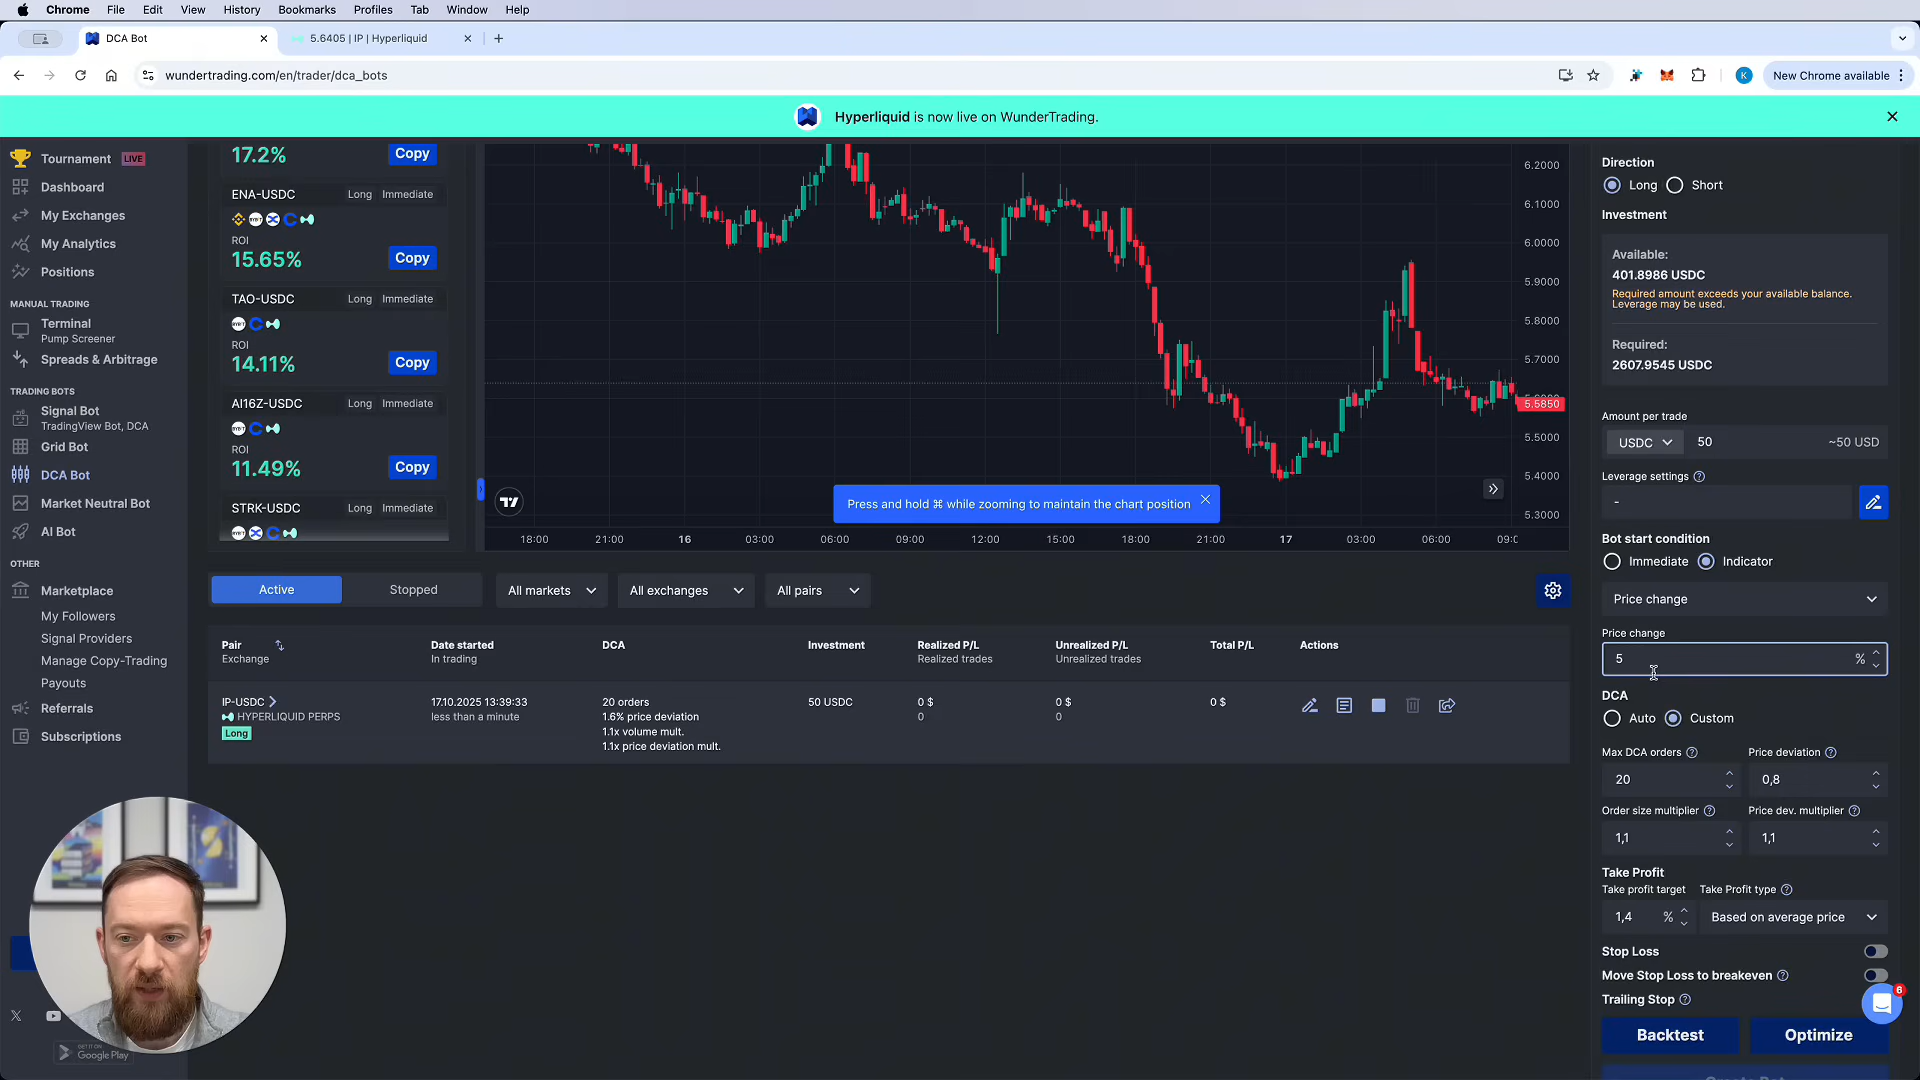 Chrome File Edit View History Bookmarks Profiles Tab Window Help
DCA Bot
5.6405 | IP | Hyperliquid
wundertrading.com/en/trader/dca_bots
K
New Chrome available
Hyperliquid is now live on WunderTrading.
Tournament LIVE
Dashboard
My Exchanges
My Analytics
Positions
MANUAL TRADING
Terminal
Pump Screener
Spreads & Arbitrage
TRADING BOTS
Signal Bot
TradingView Bot, DCA
Grid Bot
DCA Bot
Market Neutral Bot
AI Bot
OTHER
Marketplace
My Followers
Signal Providers
Manage Copy-Trading
Payouts
Referrals
Subscriptions
GET IT ON
Google Play
17.2% Copy
ENA-USDC Long Immediate
ROI
15.65% Copy
TAO-USDC Long Immediate
ROI
14.11% Copy
AI16Z-USDC Long Immediate
ROI
11.49% Copy
STRK-USDC Long Immediate
6.2000
6.1000
6.0000
5.9000
5.8000
5.7000
5.5850
5.5000
5.4000
5.3000
Press and hold ⌘ while zooming to maintain the chart position
18:00 21:00 16 03:00 06:00 09:00 12:00 15:00 18:00 21:00 17 03:00 06:00
Active Stopped All markets All exchanges All pairs
Pair
Exchange
Date started
In trading
DCA
Investment
Realized P/L
Realized trades
Unrealized P/L
Unrealized trades
Total P/L
Actions
IP-USDC
HYPERLIQUID PERPS
Long
17.10.2025 13:39:33
less than a minute
20 orders
1.6% price deviation
1.1x volume mult.
1.1x price deviation mult.
50 USDC
0 $
0
0 $
0
0 $
Direction
Long Short
Investment
Available:
401.8986 USDC
Required amount exceeds your available balance.
Leverage may be used.
Required:
2607.9545 USDC
Amount per trade
USDC 50 ~50 USD
Leverage settings
-
Bot start condition
Immediate Indicator
Price change
Price change
5 %
DCA
Auto Custom
Max DCA orders Price deviation
20 0,8
Order size multiplier Price dev. multiplier
1,1 1,1
Take Profit
Take profit target Take Profit type
1,4 % Based on average price
Stop Loss
Move Stop Loss to breakeven
6
Trailing Stop
Backtest Optimize